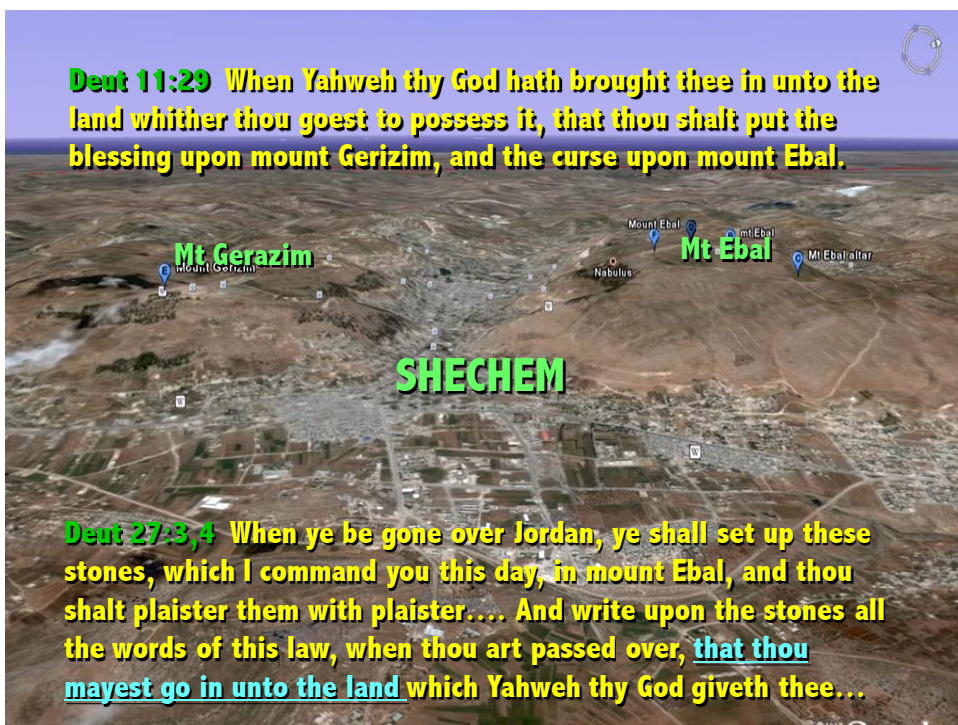 Deut 11:29 When Yahweh thy God hath brought thee in unto the
land whither thou goest to possess it, that thou shalt put the
blessing upon mount Gerizim, and the curse upon mount Ebal.
Mount Ebal
mt Ebal
Mt Gerazim
Mt Ebal
Mt Ebal altar
Mount Gerizim
Nabulus
W
SHECHEM
W
W
Deut 27:3,4 When ye be gone over Jordan, ye shall set up these
stones, which I command you this day, in mount Ebal, and thou
shalt plaister them with plaister.... And write upon the stones all
the words of this law, when thou art passed over, that thou
mayest go in unto the land which Yahweh thy God giveth thee...